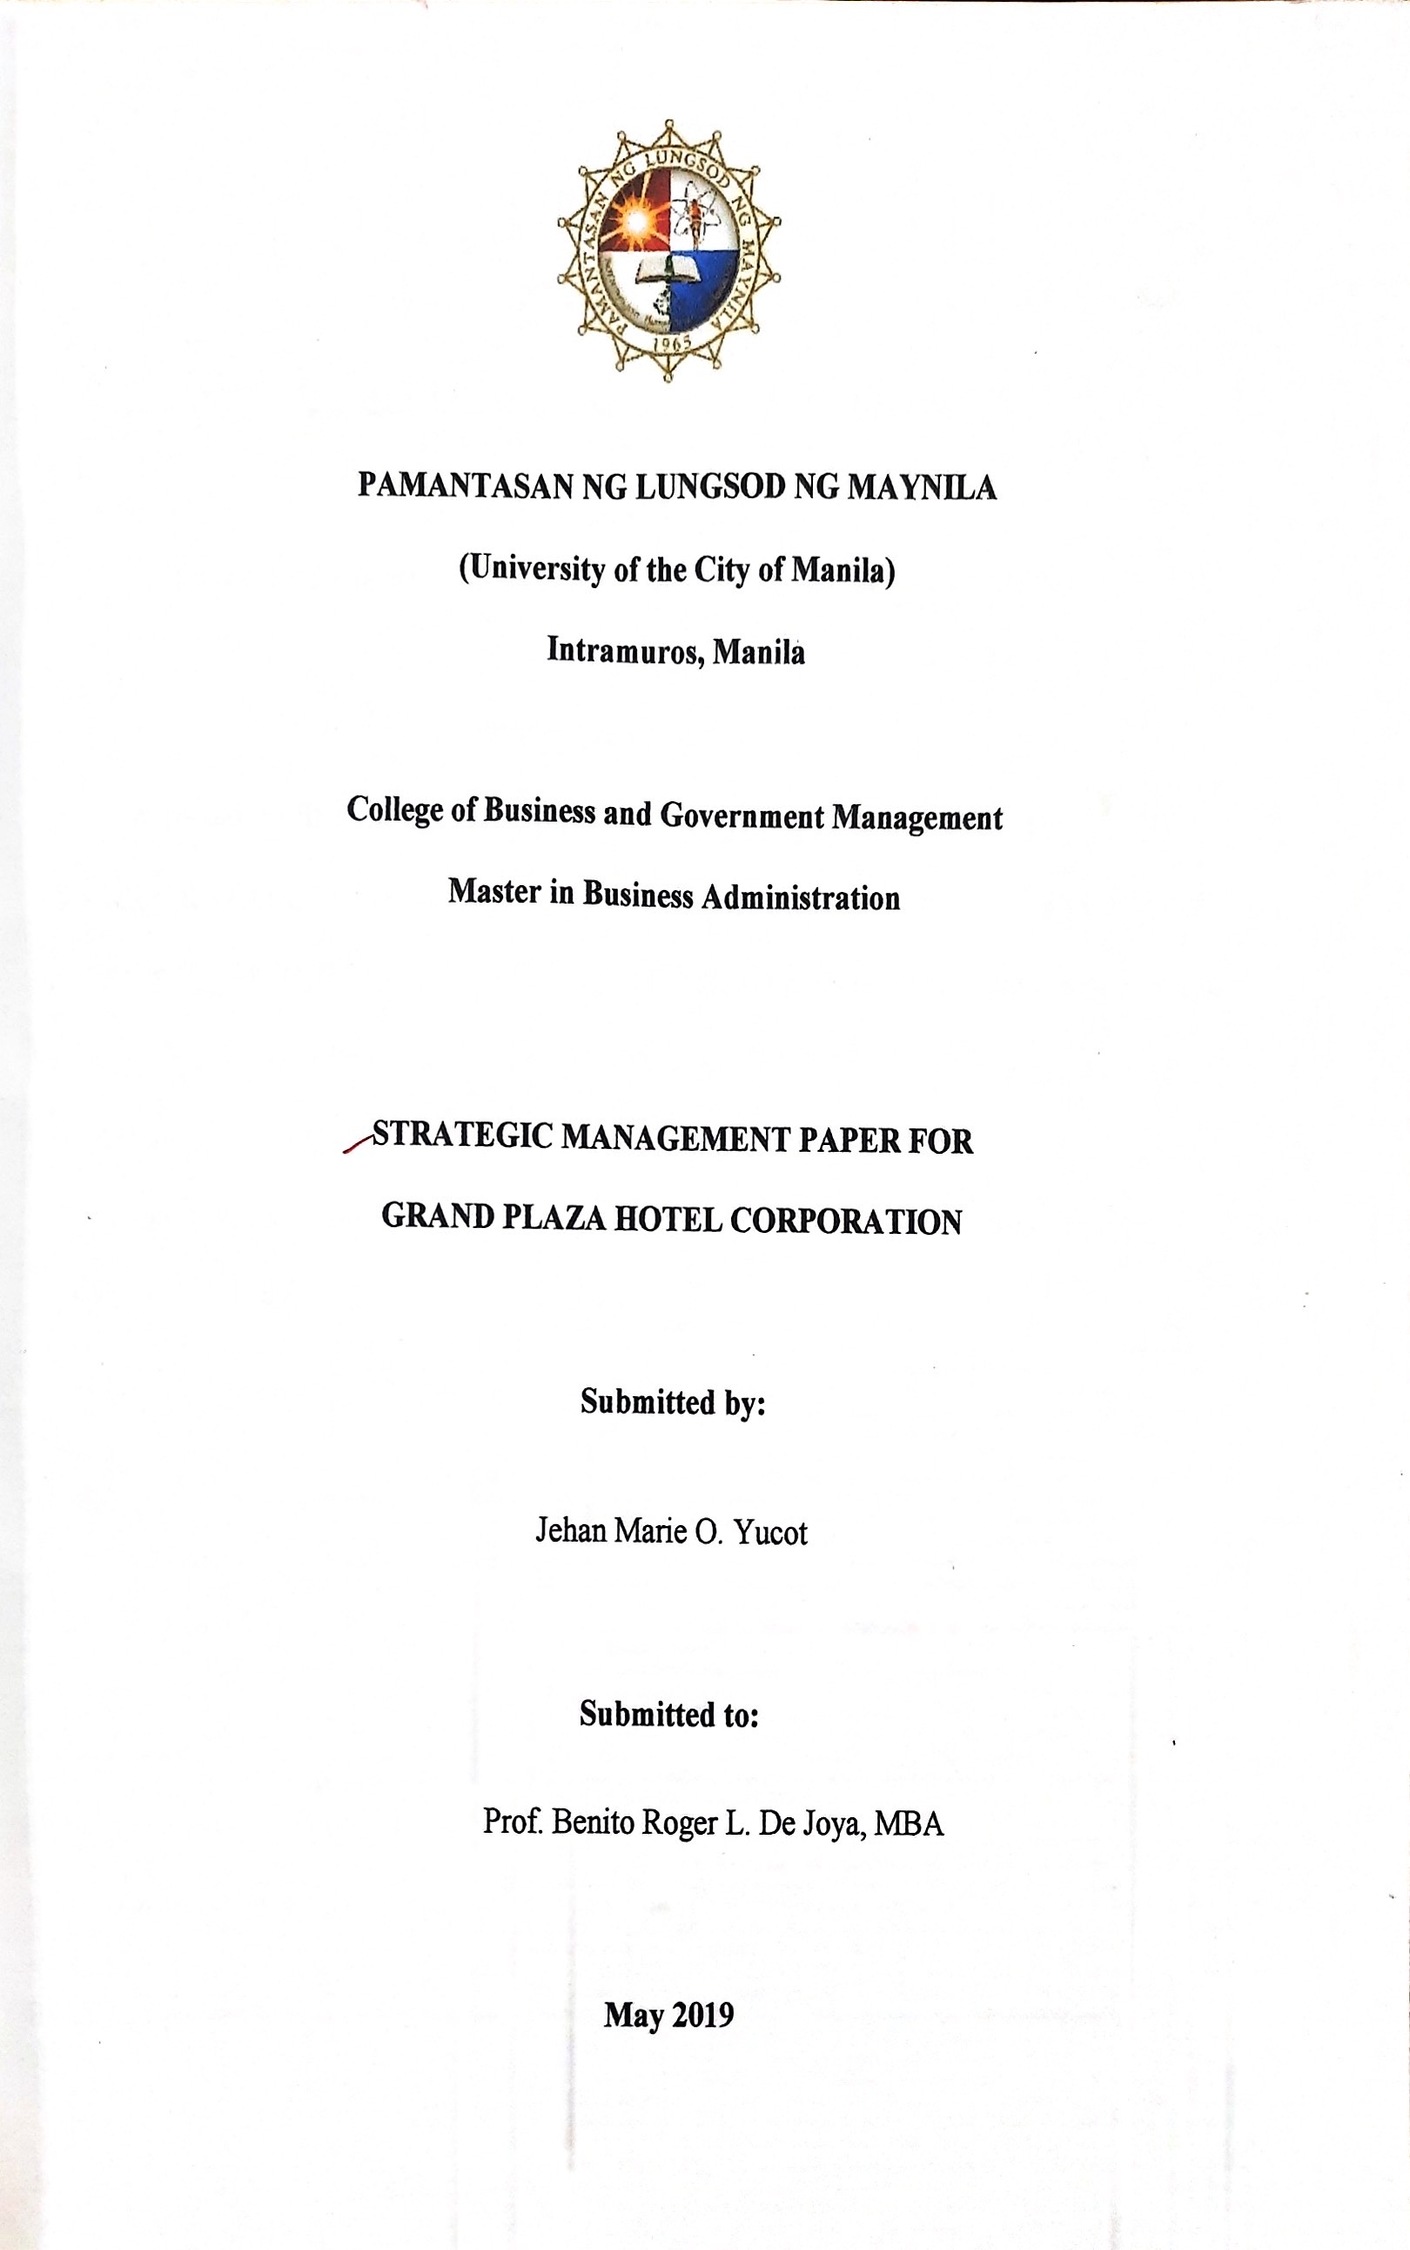 PAMANTASAN NG LUNGSOD NG MAYNILA
1965
PAMANTASAN NG LUNGSOD NG MAYNILA
(University of the City of Manila)
Intramuros, Manila
College of Business and Government Management
Master in Business Administration
STRATEGIC MANAGEMENT PAPER FOR
GRAND PLAZA HOTEL CORPORATION
Submitted by:
Jehan Marie O. Yucot
Submitted to:
Prof. Benito Roger L. De Joya, MBA
May 2019